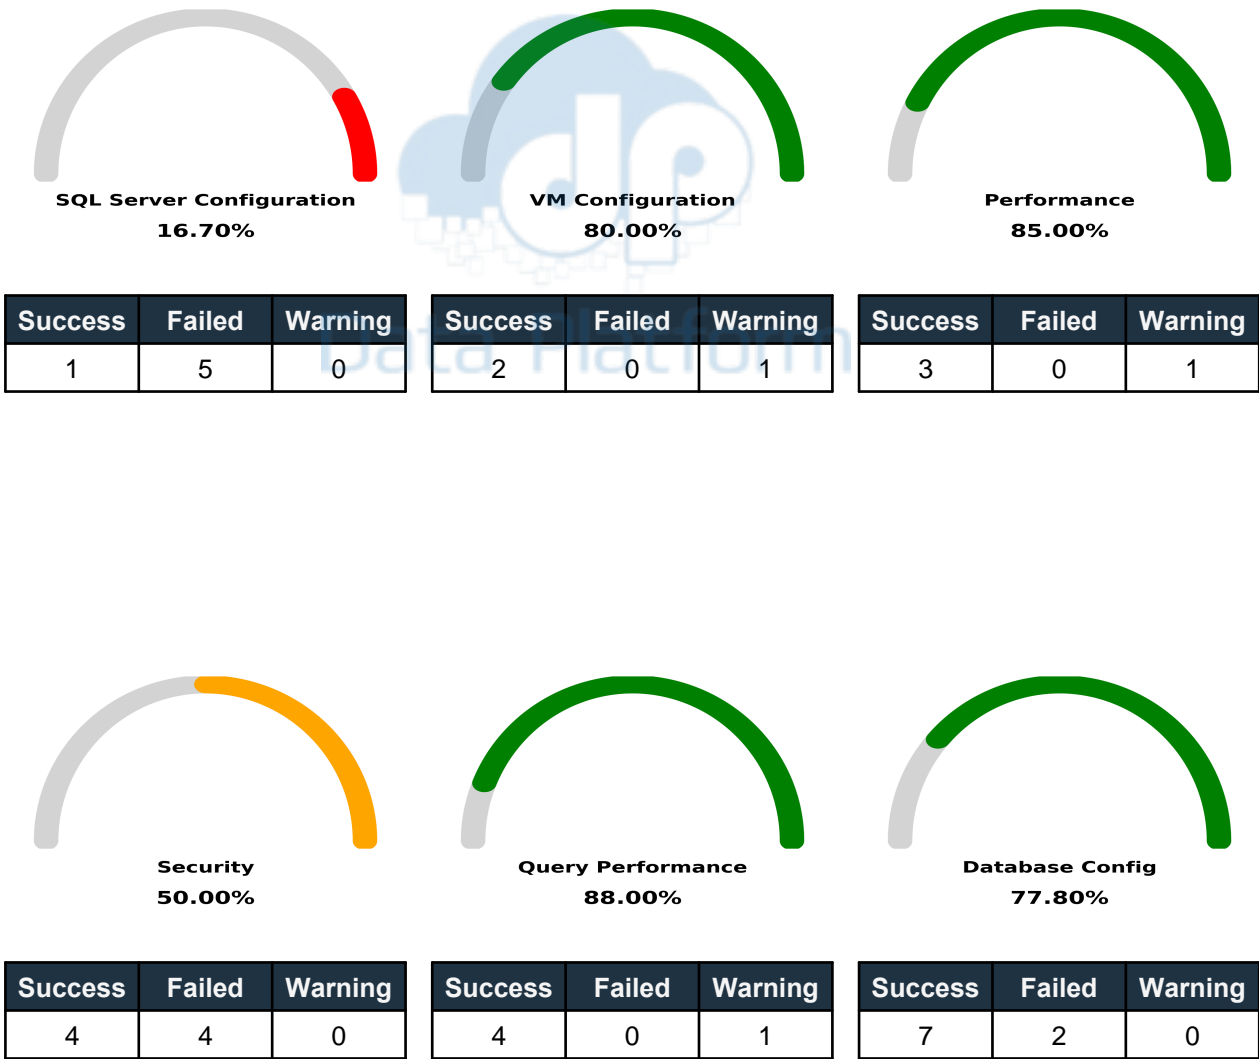 SQL Server Configuration
16.70%
VM Configuration
80.00%
Performance
85.00%
Success Failed Warning
1 5 0
Success Failed Warning
2 0 1
Success Failed Warning
3 0 1
dp
Data Platform
Security
50.00%
Query Performance
88.00%
Database Config
77.80%
Success Failed Warning
4 4 0
Success Failed Warning
4 0 1
Success Failed Warning
7 2 0